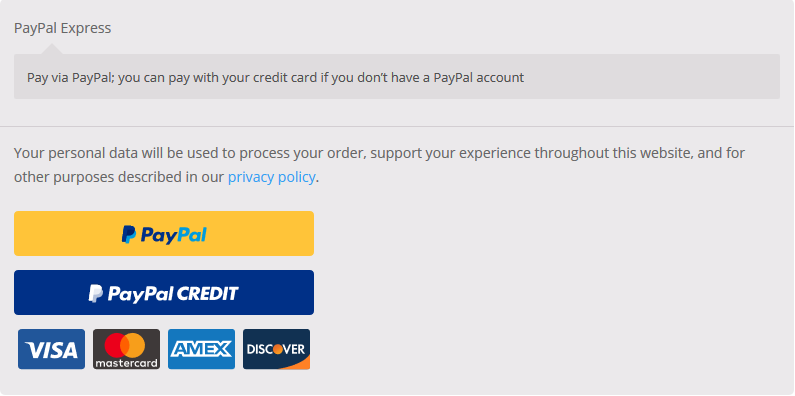 PayPal Express
Pay via PayPal; you can pay with your credit card if you don’t have a PayPal account
Your personal data will be used to process your order, support your experience throughout this website, and for
other purposes described in our privacy policy.
PayPal
PayPal CREDIT
VISA mastercard AMEX DISCOVER